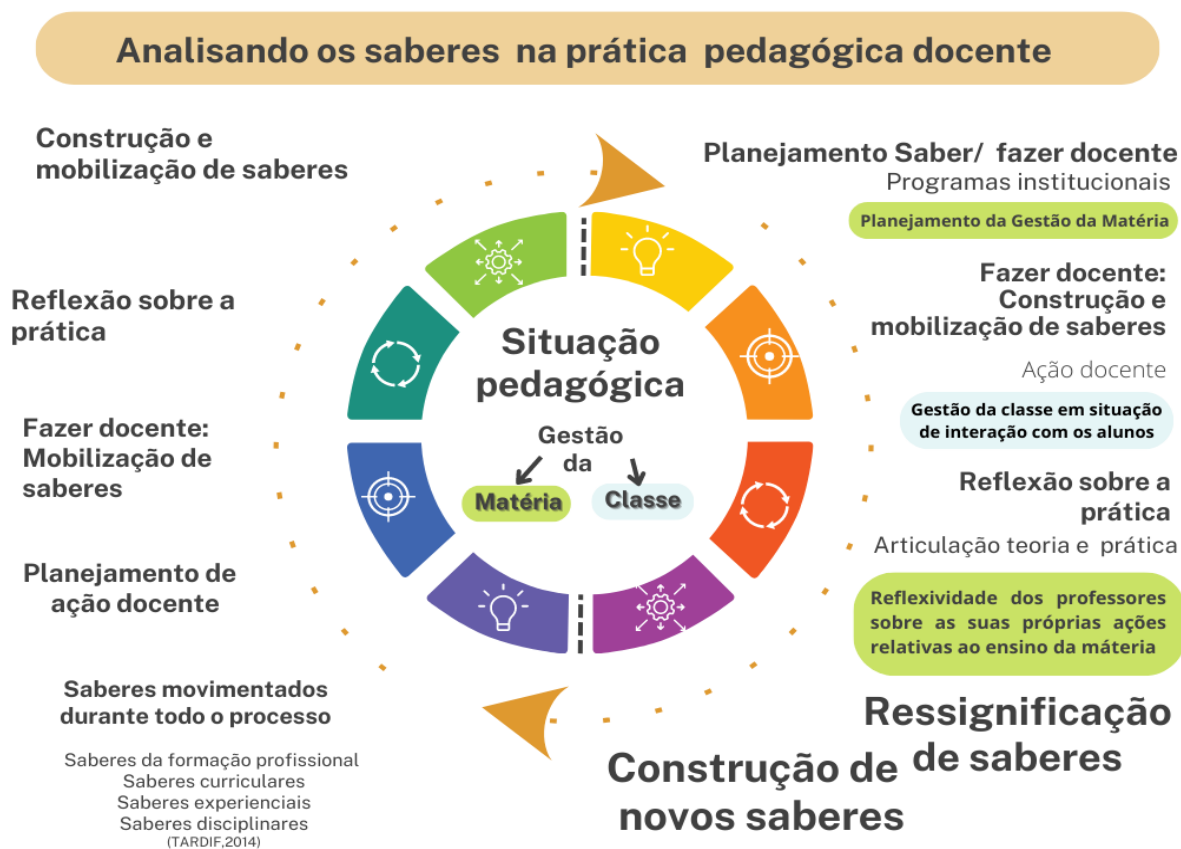 Analisando os saberes na prática pedagógica docente
Construção e
mobilização de saberes
Reflexão sobre a
prática
Fazer docente:
Mobilização de
saberes
Planejamento de
ação docente
Saberes movimentados
durante todo o processo
Saberes da formação profissional
Saberes curriculares
Saberes experienciais
Saberes disciplinares
(TARDIF,2014)
Situação
pedagógica
Gestão
da
Matéria
Classe
Planejamento Saber/ fazer docente
Programas institucionais
Planejamento da Gestão da Matéria
Fazer docente:
Construção e
mobilização de saberes
Ação docente
Gestão da classe em situação
de interação com os alunos
Reflexão sobre a
prática
Articulação teoria e prática
Reflexividade dos professores
sobre as suas próprias ações
relativas ao ensino da máteria
Ressignificação
de saberes
Construção de
novos saberes